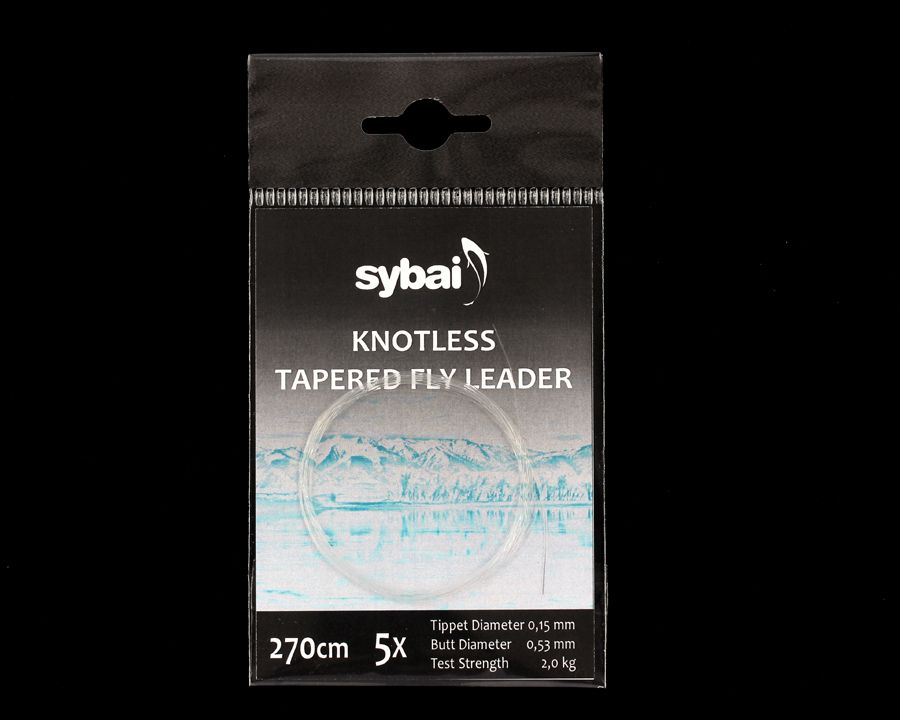 sybai
KNOTLESS
TAPERED FLY LEADER
270cm 5X
Tippet Diameter 0,15 mm
Butt Diameter 0,53 mm
Test Strength 2,0 kg